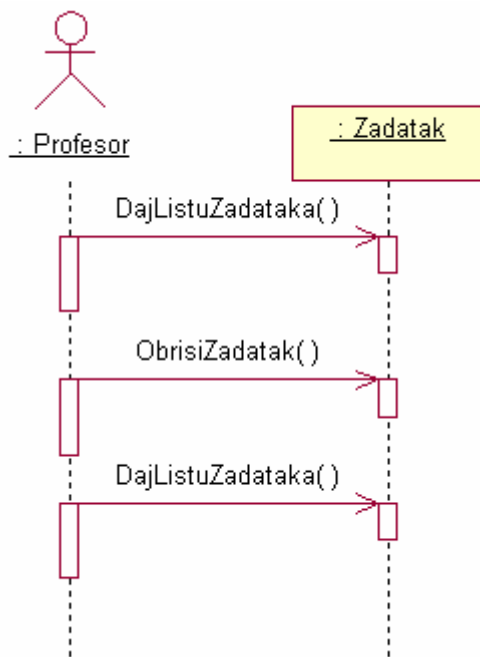 : Profesor
: Zadatak
DajListuZadataka( )
ObrisiZadatak( )
DajListuZadataka( )